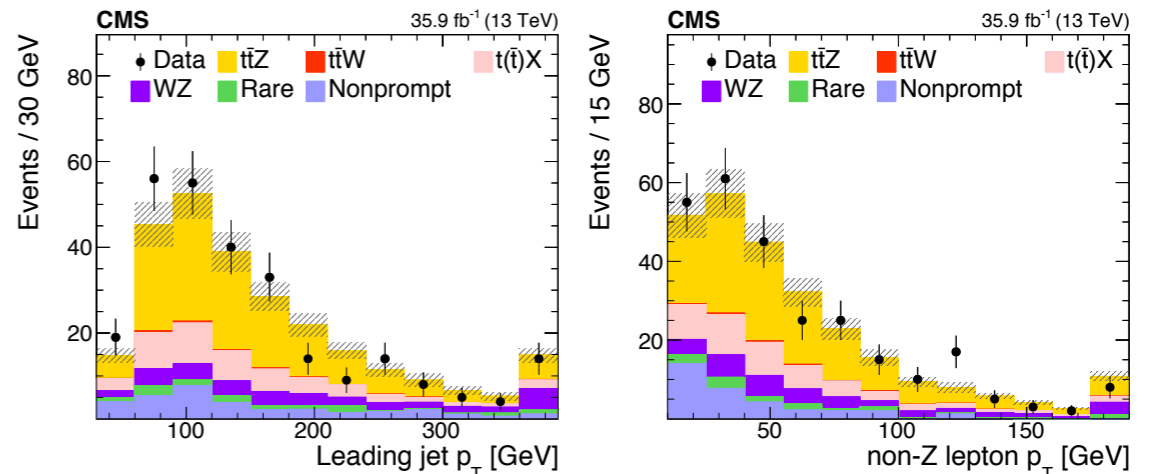 CMS 35.9 fb⁻¹ (13 TeV)
Events / 30 GeV
80
60
40
20
Data tt̄Z tt̄W t(t̄)X
WZ Rare Nonprompt
100 200 300
Leading jet p_T [GeV]
CMS 35.9 fb⁻¹ (13 TeV)
Events / 15 GeV
80
60
40
20
Data tt̄Z tt̄W t(t̄)X
WZ Rare Nonprompt
50 100 150
non-Z lepton p_T [GeV]